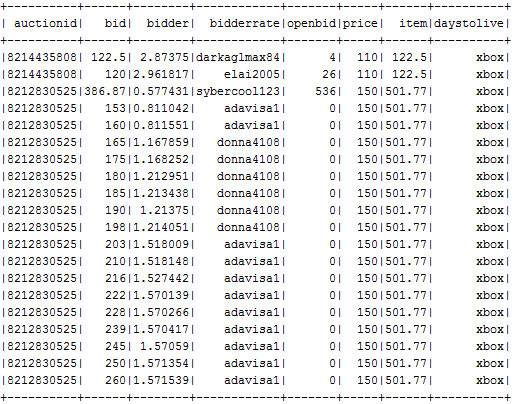 +----------+------+--------+------------+-------+-----+------+----------+
| auctionid|   bid|  bidder|  bidderrate|openbid|price|  item|daystolive|
+----------+------+--------+------------+-------+-----+------+----------+
|8214435808| 122.5| 2.87375|darkaglmax84|      4|  110| 122.5|      xbox|
|8214435808|   120|2.961817|    elai2005|     26|  110| 122.5|      xbox|
|8212830525|386.87|0.577431|sybercooll23|    536|  150|501.77|      xbox|
|8212830525|   153|0.811042|    adavisa1|      0|  150|501.77|      xbox|
|8212830525|   160|0.811551|    adavisa1|      0|  150|501.77|      xbox|
|8212830525|   165|1.167859|   donna4108|      0|  150|501.77|      xbox|
|8212830525|   175|1.168252|   donna4108|      0|  150|501.77|      xbox|
|8212830525|   180|1.212951|   donna4108|      0|  150|501.77|      xbox|
|8212830525|   185|1.213438|   donna4108|      0|  150|501.77|      xbox|
|8212830525|   190| 1.21375|   donna4108|      0|  150|501.77|      xbox|
|8212830525|   198|1.214051|   donna4108|      0|  150|501.77|      xbox|
|8212830525|   203|1.518009|    adavisa1|      0|  150|501.77|      xbox|
|8212830525|   210|1.518148|    adavisa1|      0|  150|501.77|      xbox|
|8212830525|   216|1.527442|    adavisa1|      0|  150|501.77|      xbox|
|8212830525|   222|1.570139|    adavisa1|      0|  150|501.77|      xbox|
|8212830525|   228|1.570266|    adavisa1|      0|  150|501.77|      xbox|
|8212830525|   239|1.570417|    adavisa1|      0|  150|501.77|      xbox|
|8212830525|   245| 1.57059|    adavisa1|      0|  150|501.77|      xbox|
|8212830525|   250|1.571354|    adavisa1|      0|  150|501.77|      xbox|
|8212830525|   260|1.571539|    adavisa1|      0|  150|501.77|      xbox|
+----------+------+--------+------------+-------+-----+------+----------+